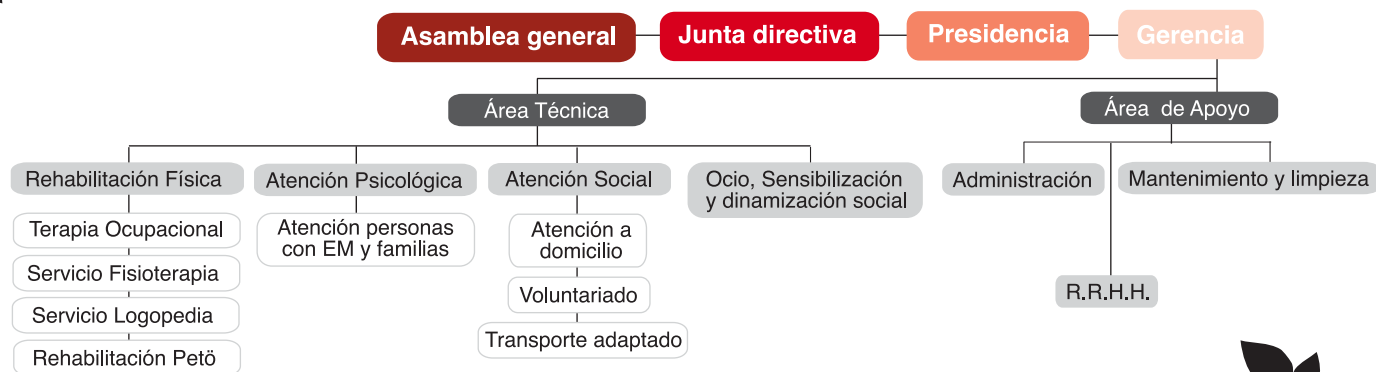 Asamblea general
Junta directiva
Presidencia
Gerencia
Área Técnica
Área de Apoyo
Rehabilitación Física
Terapia Ocupacional
Servicio Fisioterapia
Servicio Logopedia
Rehabilitación Petö
Atención Psicológica
Atención personas
con EM y familias
Atención Social
Atención a
domicilio
Voluntariado
Transporte adaptado
Ocio, Sensibilización
y dinamización social
Administración
R.R.H.H.
Mantenimiento y limpieza